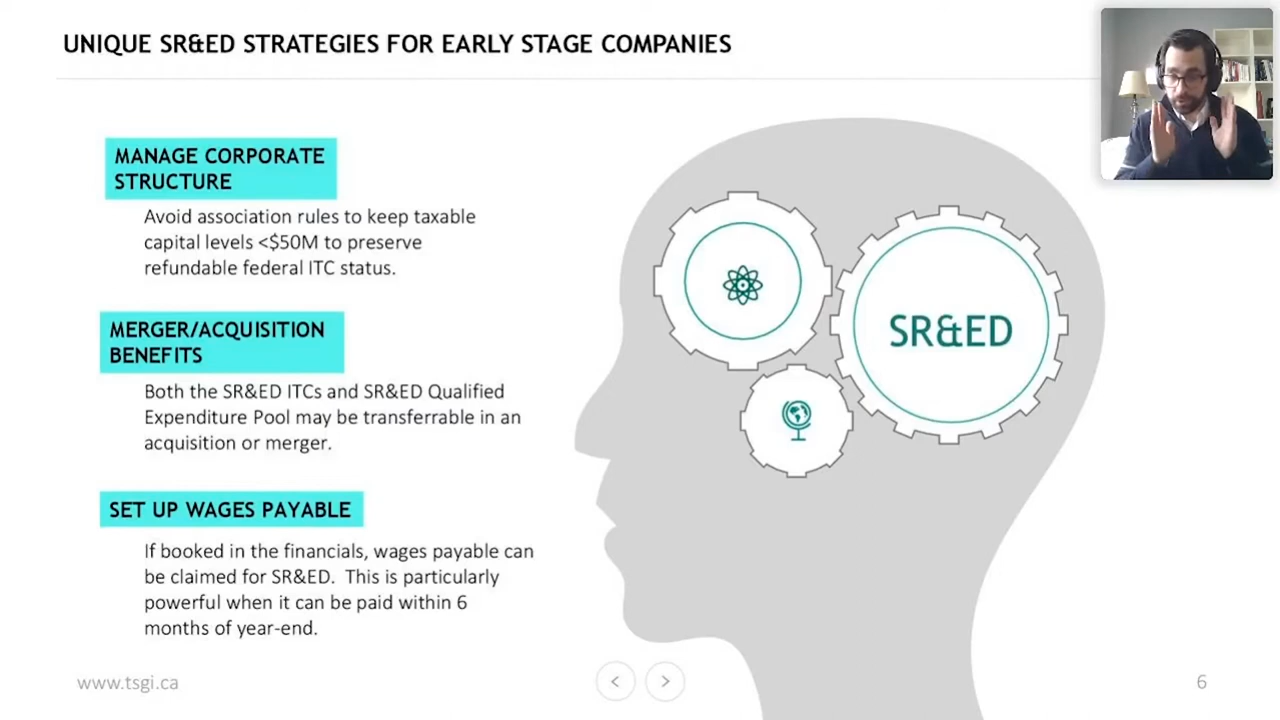 UNIQUE SR&ED STRATEGIES FOR EARLY STAGE COMPANIES
MANAGE CORPORATE
STRUCTURE
Avoid association rules to keep taxable
capital levels <$50M to preserve
refundable federal ITC status.
MERGER/ACQUISITION
BENEFITS
Both the SR&ED ITCs and SR&ED Qualified
Expenditure Pool may be transferrable in an
acquisition or merger.
SET UP WAGES PAYABLE
If booked in the financials, wages payable can
be claimed for SR&ED. This is particularly
powerful when it can be paid within 6
months of year-end.
SR&ED
www.tsgi.ca
6